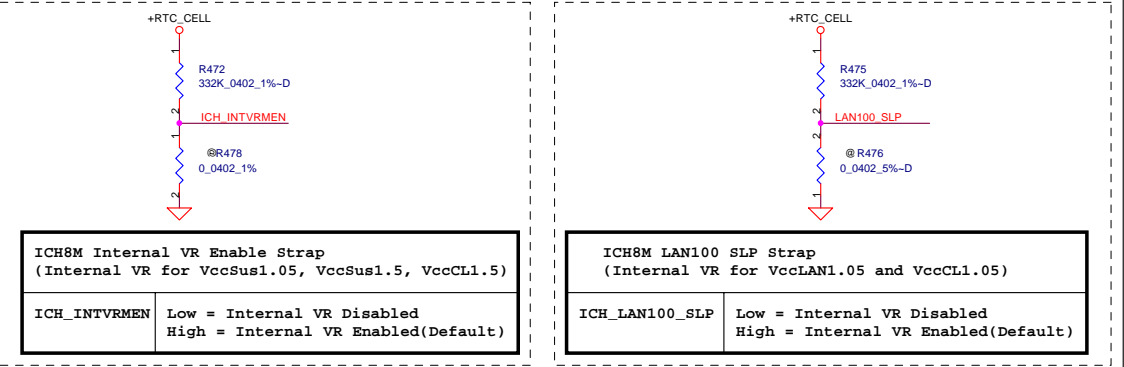 +RTC_CELL
1
R472
332K_0402_1%~D
2
ICH_INTVRMEN
1
@R478
0_0402_1%
2
ICH8M Internal VR Enable Strap
(Internal VR for VccSus1.05, VccSus1.5, VccCL1.5)
ICH_INTVRMEN
Low = Internal VR Disabled
High = Internal VR Enabled(Default)
+RTC_CELL
1
R475
332K_0402_1%~D
2
LAN100_SLP
2
@ R476
0_0402_5%~D
1
ICH8M LAN100 SLP Strap
(Internal VR for VccLAN1.05 and VccCL1.05)
ICH_LAN100_SLP
Low = Internal VR Disabled
High = Internal VR Enabled(Default)